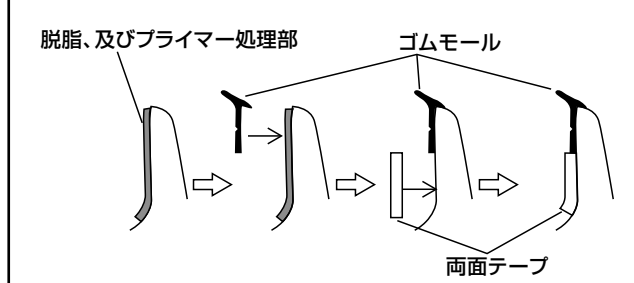 脱脂、及びプライマー処理部
ゴムモール
両面テープ